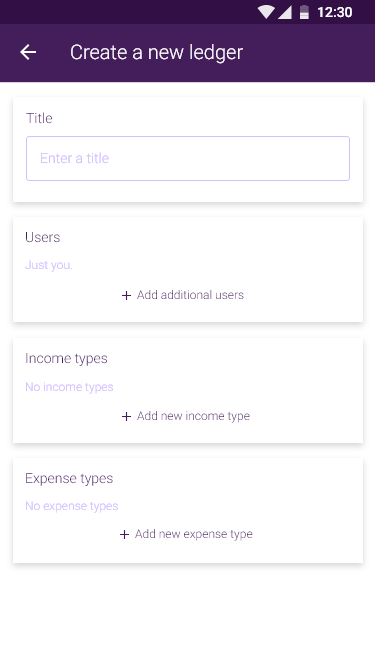 12:30
Create a new ledger
Title
Enter a title
Users
Just you.
+ Add additional users
Income types
No income types
+ Add new income type
Expense types
No expense types
+ Add new expense type